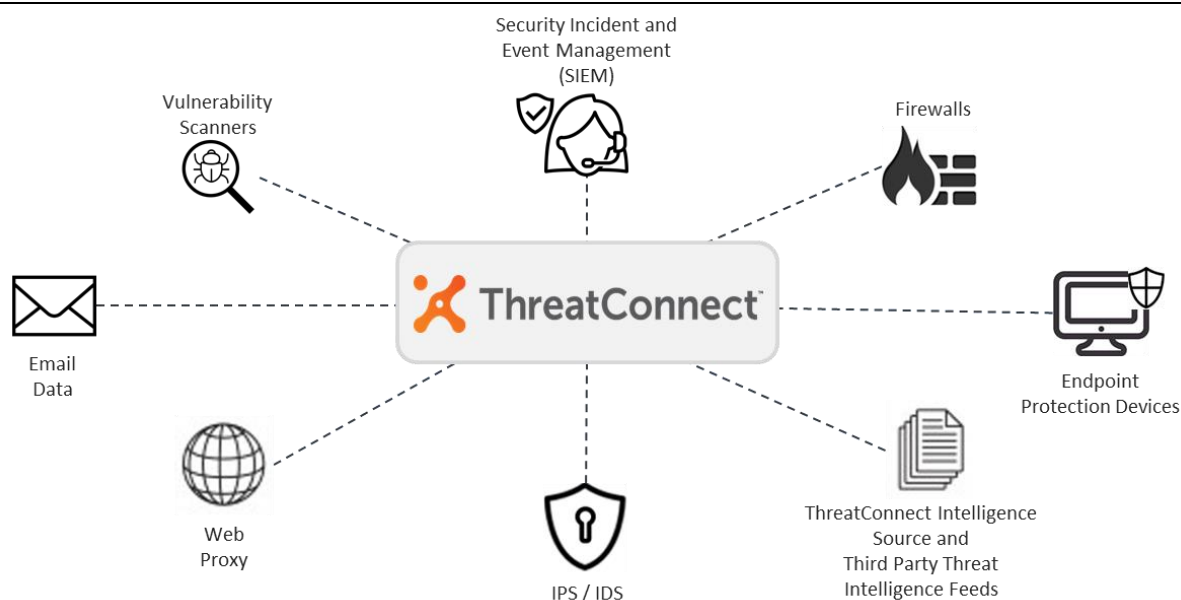 Security Incident and
Event Management
(SIEM)
Vulnerability
Scanners
Firewalls
ThreatConnect™
Email
Data
Endpoint
Protection Devices
Web
Proxy
IPS / IDS
ThreatConnect Intelligence
Source and
Third Party Threat
Intelligence Feeds